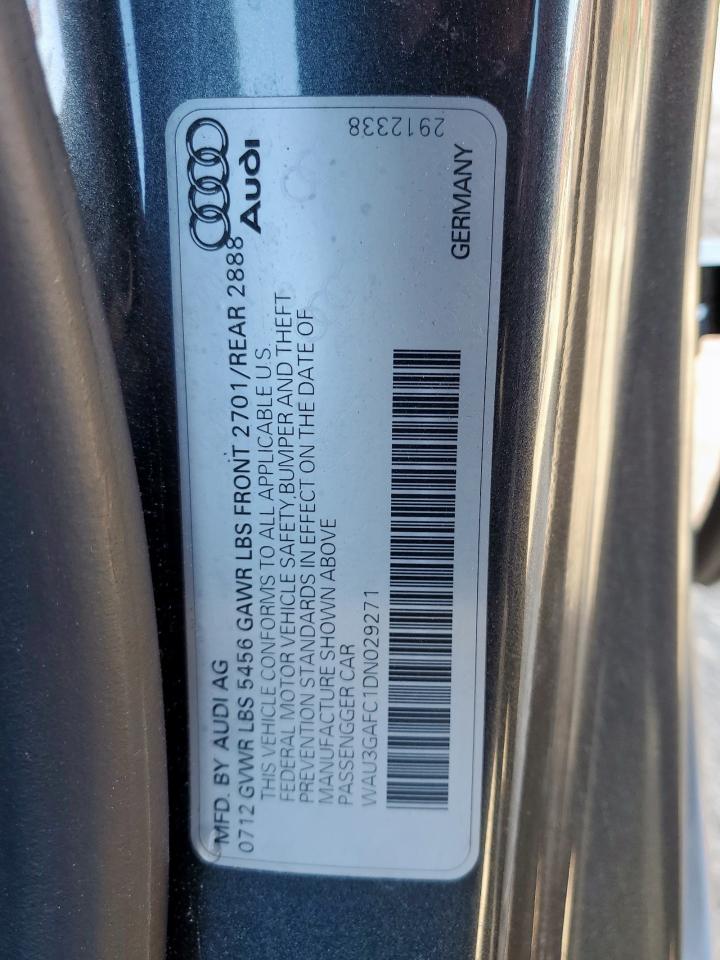 MFD. BY AUDI AG
0712 GVWR LBS 5456 GAWR LBS FRONT 2701/REAR 2888
THIS VEHICLE CONFORMS TO ALL APPLICABLE U.S.
FEDERAL MOTOR VEHICLE SAFETY,BUMPER AND THEFT
PREVENTION STANDARDS IN EFFECT ON THE DATE OF
MANUFACTURE SHOWN ABOVE
PASSENGGER CAR
WAU3GAFC1DN029271
Audi
GERMANY
2912338